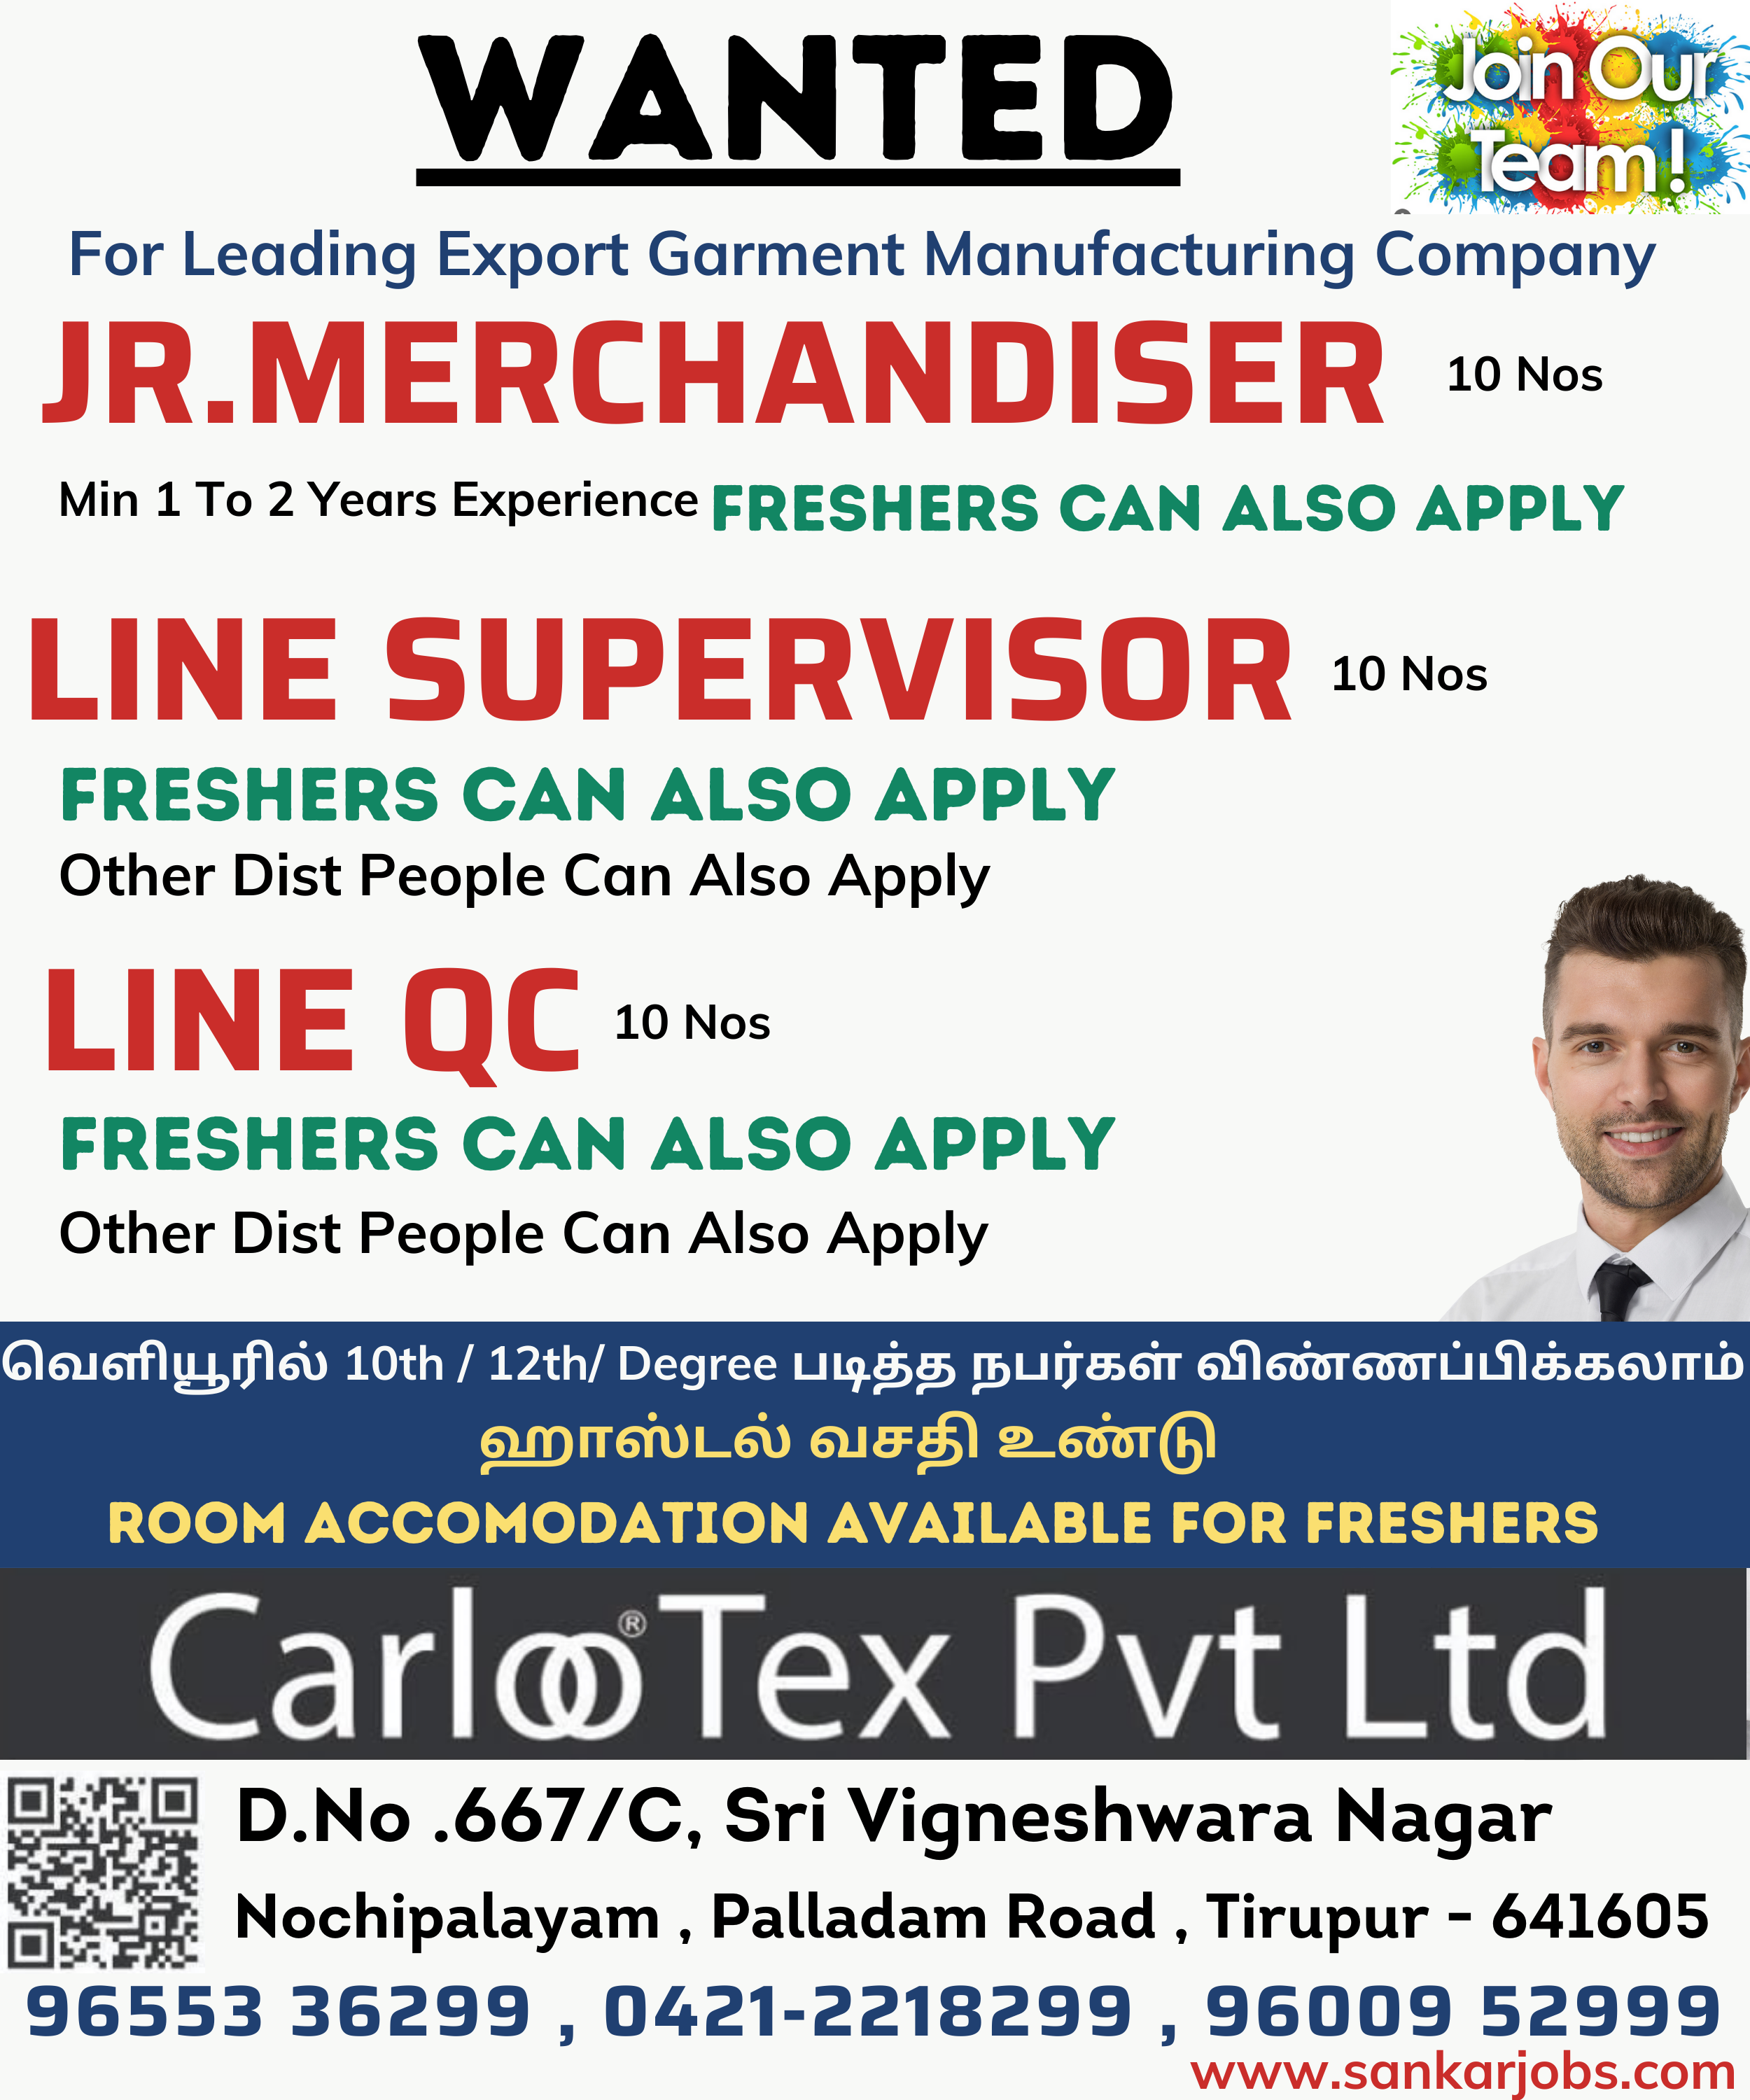 WANTED
Join Our
Team!
For Leading Export Garment Manufacturing Company
JR.MERCHANDISER 10 Nos
Min 1 To 2 Years Experience FRESHERS CAN ALSO APPLY
LINE SUPERVISOR 10 Nos
FRESHERS CAN ALSO APPLY
Other Dist People Can Also Apply
LINE QC 10 Nos
FRESHERS CAN ALSO APPLY
Other Dist People Can Also Apply
வெளியூரில் 10th / 12th/ Degree படித்த நபர்கள் விண்ணப்பிக்கலாம்
ஹாஸ்டல் வசதி உண்டு
ROOM ACCOMODATION AVAILABLE FOR FRESHERS
Carloo® Tex Pvt Ltd
D.No .667/C, Sri Vigneshwara Nagar
Nochipalayam , Palladam Road , Tirupur - 641605
96553 36299 , 0421-2218299 , 96009 52999
www.sankarjobs.com